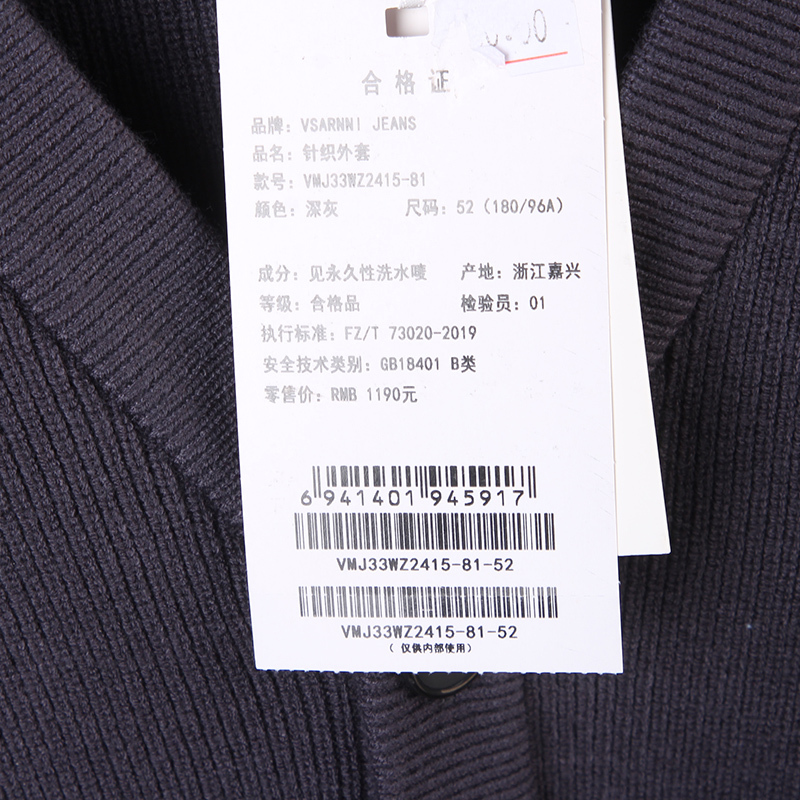 合格证
品牌：VSARNNI JEANS
品名：针织外套
款号：VMJ33WZ2415-81
颜色：深灰 尺码：52（180/96A）
成分：见永久性洗水唛 产地：浙江嘉兴
等级：合格品 检验员：01
执行标准：FZ/T 73020-2019
安全技术类别：GB18401 B类
零售价：RMB 1190元
6941401945917
VMJ33WZ2415-81-52
VMJ33WZ2415-81-52
（ 仅供内部使用）